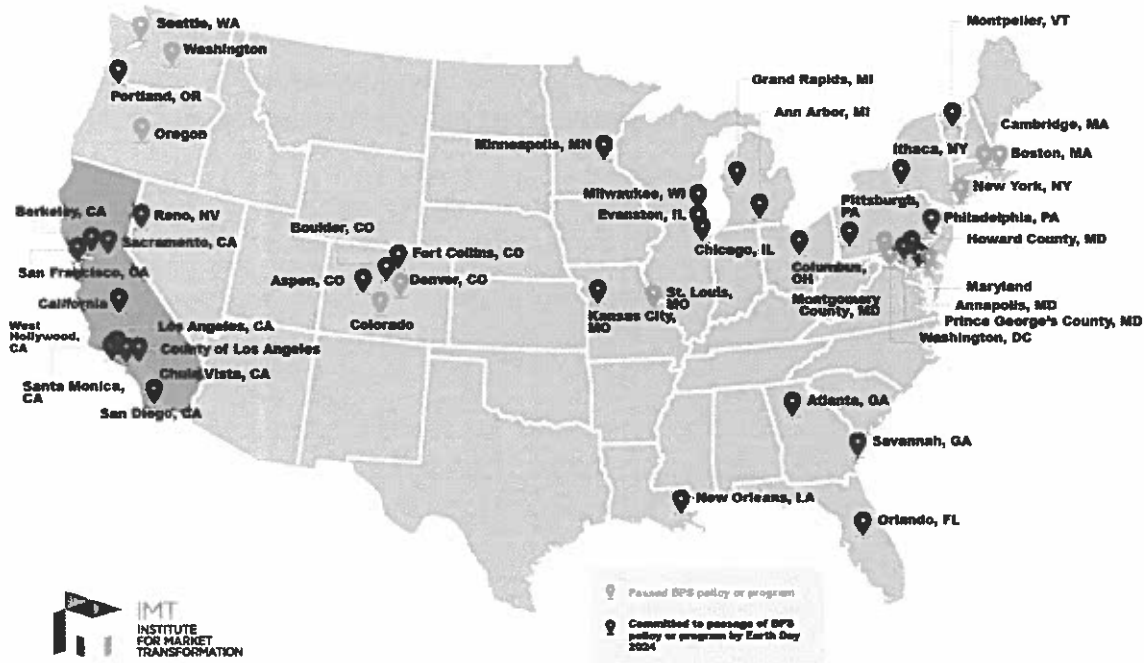 Seattle, WA
Washington
Portland, OR
Oregon
Montpelier, VT
Grand Rapids, MI
Ann Arbor, MI
Minneapolis, MN
Cambridge, MA
Ithaca, NY
Boston, MA
New York, NY
Milwaukee, WI
Evanston, IL
Chicago, IL
Pittsburgh,
PA
Philadelphia, PA
Howard County, MD
Berkeley, CA
Reno, NV
Sacramento, CA
San Francisco, CA
California
Boulder, CO
Fort Collins, CO
Aspen, CO
Denver, CO
Colorado
St. Louis,
MO
Kansas City,
MO
Columbus,
OH
Montgomery
County, MD
Maryland
Annapolis, MD
Prince George's County, MD
Washington, DC
West
Hollywood,
CA
Los Angeles, CA
County of Los Angeles
Chula Vista, CA
Santa Monica,
CA
San Diego, CA
Atlanta, GA
Savannah, GA
New Orleans, LA
Orlando, FL
IMT
INSTITUTE
FOR MARKET
TRANSFORMATION
Passed BPS policy or program
Committed to passage of BPS
policy or program by Earth Day
2024